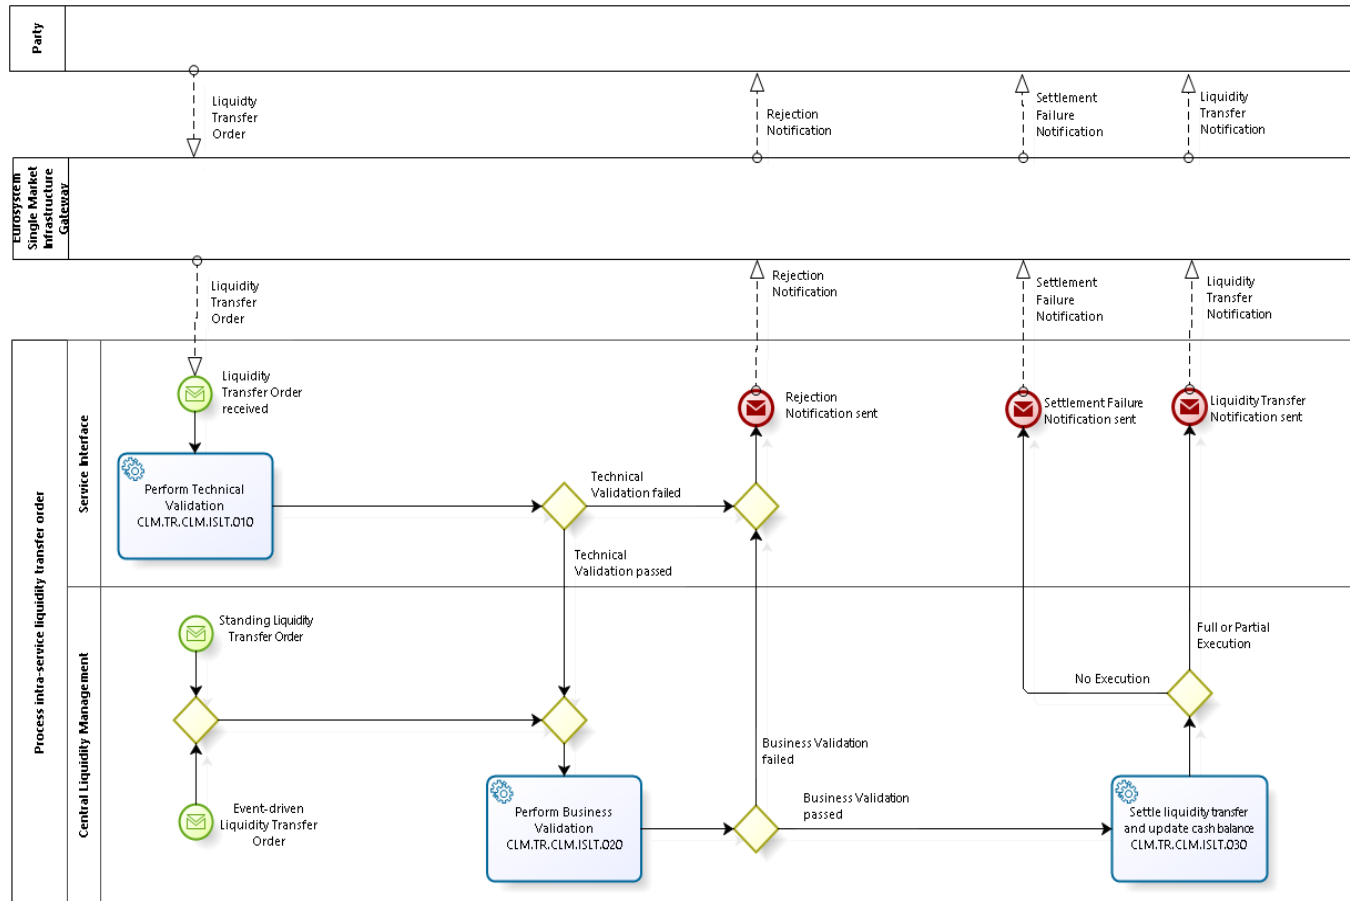 Party
Liquidty
Transfer
Order
Rejection
Notification
Settlement
Failure
Notification
Liquidity
Transfer
Notification
Eurosystem
Single Market
Infrastructure
Gateway
Liquidity
Transfer
Order
Rejection
Notification
Settlement
Failure
Notification
Liquidity
Transfer
Notification
Process intra-service liquidity transfer order
Service Interface
Liquidity
Transfer Order
received
Rejection
Notification sent
Settlement Failure
Notification sent
Liquidity Transfer
Notification sent
Perform Technical
Validation
CLM.TR.CLM.ISLT.010
Technical
Validation failed
Technical
Validation passed
Central Liquidity Management
Standing Liquidity
Transfer Order
Full or Partial
Execution
No Execution
Business Validation
failed
Event-driven
Liquidity Transfer
Order
Perform Business
Validation
CLM.TR.CLM.ISLT.020
Business Validation
passed
Settle liquidity transfer
and update cash balance
CLM.TR.CLM.ISLT.030